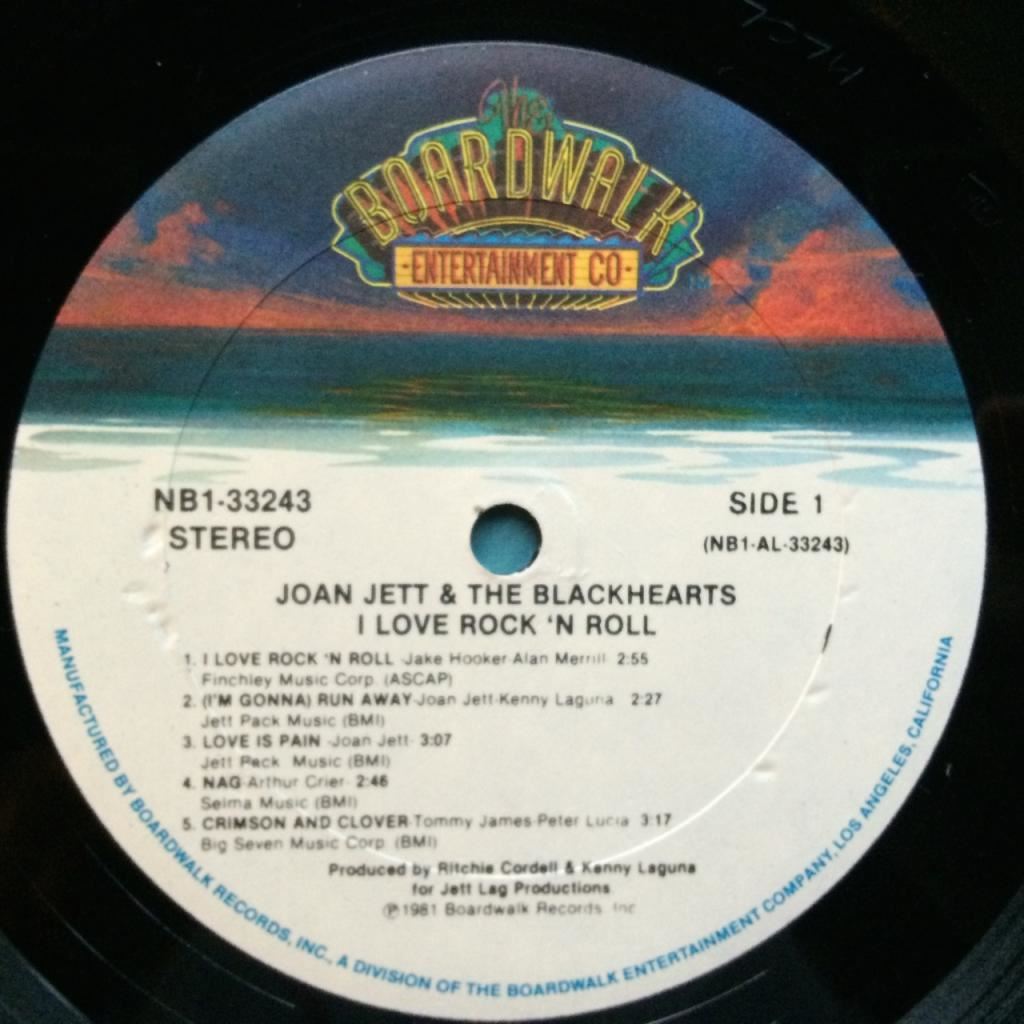 The
BOARDWALK
·ENTERTAINMENT CO·
TM
NB1-33243
STEREO
SIDE 1
(NB1-AL-33243)
JOAN JETT & THE BLACKHEARTS
I LOVE ROCK 'N ROLL
1. I LOVE ROCK 'N ROLL -Jake Hooker-Alan Merrill 2:55
Finchley Music Corp. (ASCAP)
2. (I'M GONNA) RUN AWAY-Joan Jett-Kenny Laguna 2:27
Jett Pack Music (BMI)
3. LOVE IS PAIN -Joan Jett- 3:07
Jett Pack Music (BMI)
4. NAG-Arthur Crier- 2:46
Selma Music (BMI)
5. CRIMSON AND CLOVER-Tommy James-Peter Lucia 3:17
Big Seven Music Corp. (BMI)
Produced by Ritchie Cordell & Kenny Laguna
for Jett Lag Productions
℗1981 Boardwalk Records, Inc
MANUFACTURED BY BOARDWALK RECORDS, INC., A DIVISION OF THE BOARDWALK ENTERTAINMENT COMPANY, LOS ANGELES, CALIFORNIA